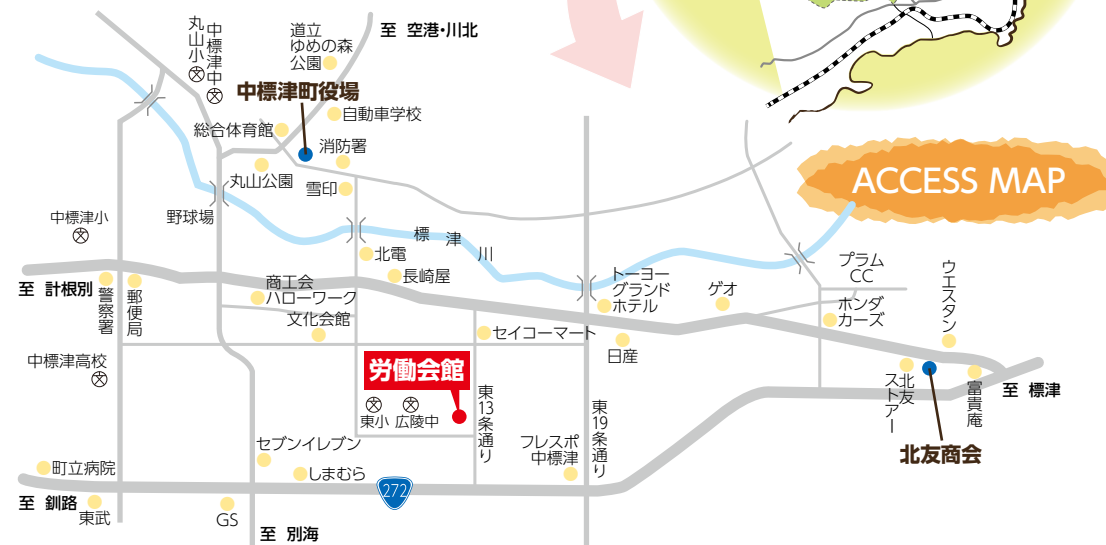 丸山小
中標津中
道立
ゆめの森
公園
至 空港・川北
中標津町役場
自動車学校
総合体育館
消防署
丸山公園
雪印
ACCESS MAP
中標津小
野球場
標津川
北電
長崎屋
至 計根別
警察署
郵便局
商工会
ハローワーク
文化会館
トーヨー
グランド
ホテル
ゲオ
プラム
CC
ホンダ
カーズ
ウエスタン
セイコーマート
日産
中標津高校
労働会館
東小
広陵中
東13条通り
東19条通り
北友
ストアー
富貴庵
至 標津
北友商会
セブンイレブン
しまむら
フレスポ
中標津
町立病院
272
至 釧路
東武
GS
至 別海